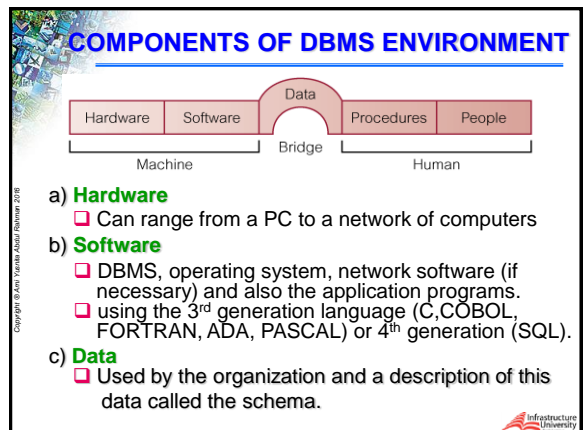 COMPONENTS OF DBMS ENVIRONMENT
Data
Hardware Software Procedures People
Bridge
Machine Human
a) Hardware
Can range from a PC to a network of computers
b) Software
DBMS, operating system, network software (if
necessary) and also the application programs.
using the 3rd generation language (C,COBOL,
FORTRAN, ADA, PASCAL) or 4th generation (SQL).
c) Data
Used by the organization and a description of this
data called the schema.
Copyright © Ami Yusnita Abdul Rahman 2016
Infrastructure
University